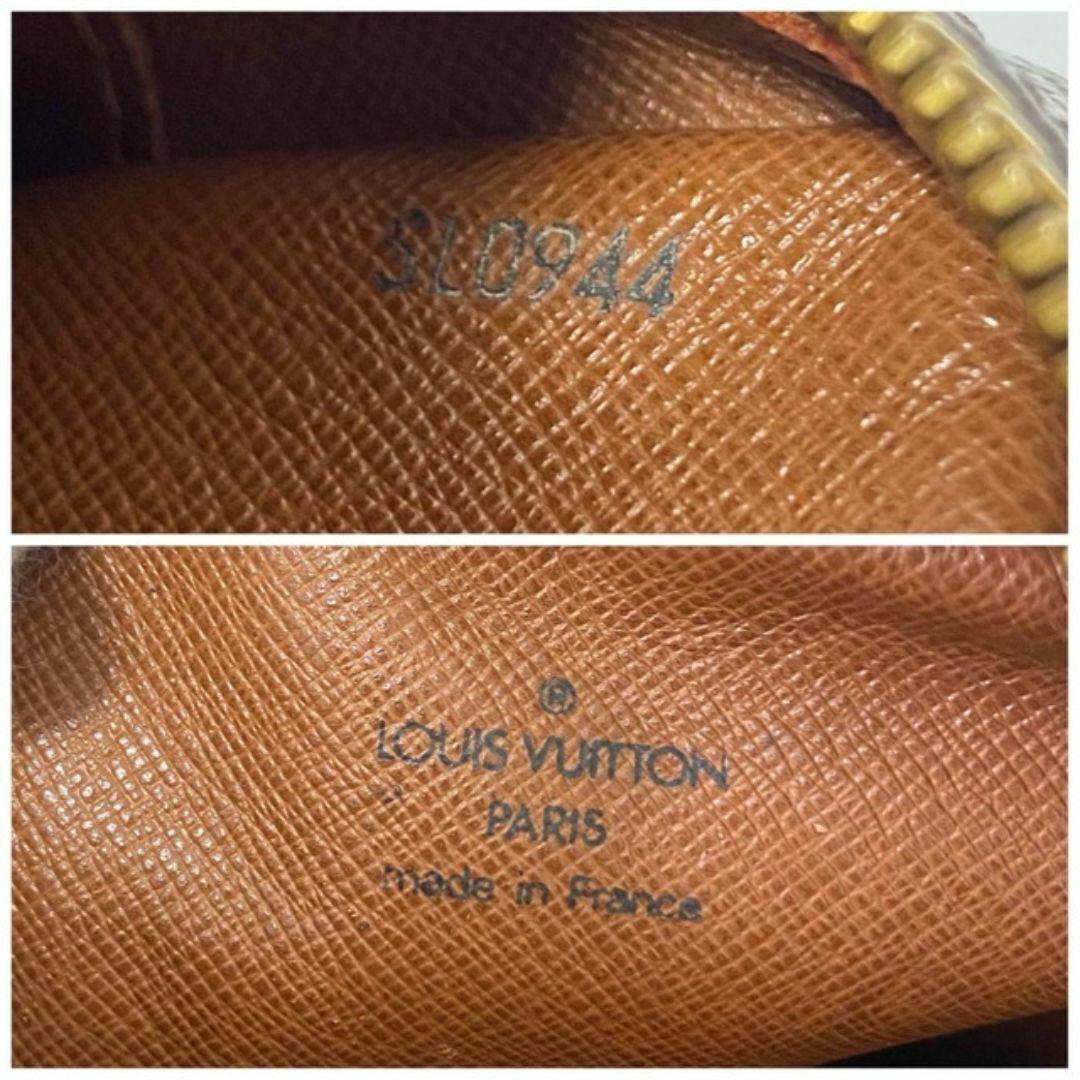 SL0944
®
LOUIS VUITTON
PARIS
made in France